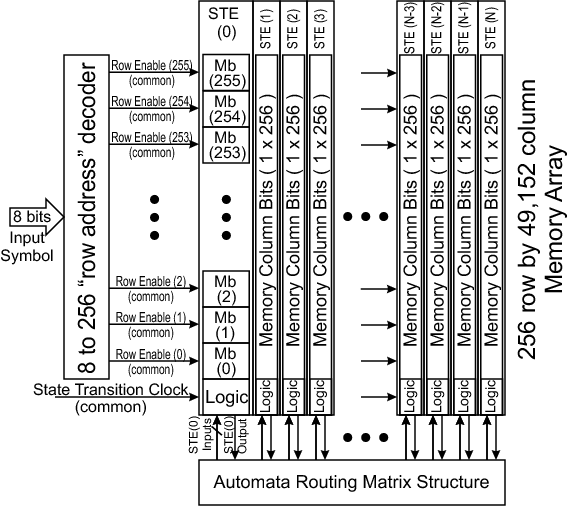 STE
(0)
STE (1)
STE (2)
STE (3)
STE (N-3)
STE (N-2)
STE (N-1)
STE (N)
8 bits
Input
Symbol
8 to 256 “row address” decoder
Row Enable (255)
(common)
Row Enable (254)
(common)
Row Enable (253)
(common)
Row Enable (2)
(common)
Row Enable (1)
(common)
Row Enable (0)
(common)
State Transition Clock
(common)
Mb
(255)
Mb
(254)
Mb
(253)
Mb
(2)
Mb
(1)
Mb
(0)
Logic
Memory Column Bits ( 1 x 256 )
Logic
Memory Column Bits ( 1 x 256 )
Logic
Memory Column Bits ( 1 x 256 )
Logic
Memory Column Bits ( 1 x 256 )
Logic
Memory Column Bits ( 1 x 256 )
Logic
Memory Column Bits ( 1 x 256 )
Logic
Memory Column Bits ( 1 x 256 )
Logic
256 row by 49,152 column
Memory Array
STE(0)
Inputs
STE(0)
Output
Automata Routing Matrix Structure